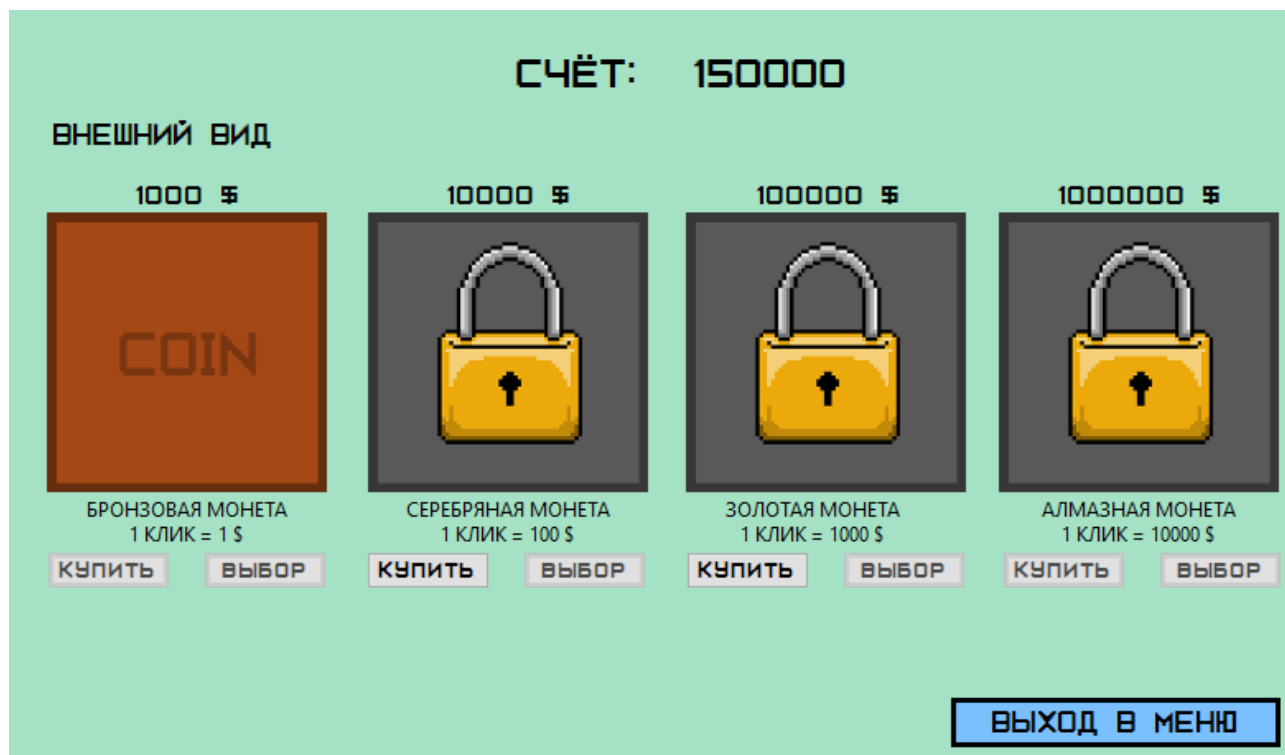 СЧЁТ: 150000
ВНЕШНИЙ ВИД
1000 $ 10000 $ 100000 $ 1000000 $
COIN
БРОНЗОВАЯ МОНЕТА СЕРЕБРЯНАЯ МОНЕТА ЗОЛОТАЯ МОНЕТА АЛМАЗНАЯ МОНЕТА
1 КЛИК = 1 $ 1 КЛИК = 100 $ 1 КЛИК = 1000 $ 1 КЛИК = 10000 $
КУПИТЬ ВЫБОР КУПИТЬ ВЫБОР КУПИТЬ ВЫБОР КУПИТЬ ВЫБОР
ВЫХОД В МЕНЮ